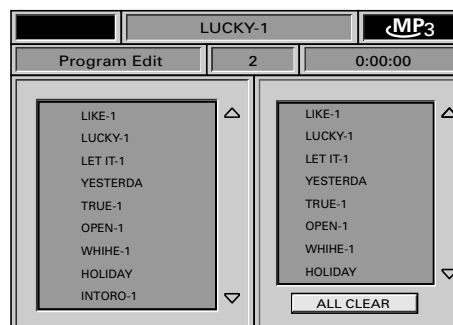 LUCKY-1
MP3
Program Edit 2 0:00:00
LIKE-1
LUCKY-1
LET IT-1
YESTERDA
TRUE-1
OPEN-1
WHIHE-1
HOLIDAY
INTORO-1
LIKE-1
LUCKY-1
LET IT-1
YESTERDA
TRUE-1
OPEN-1
WHIHE-1
HOLIDAY
ALL CLEAR